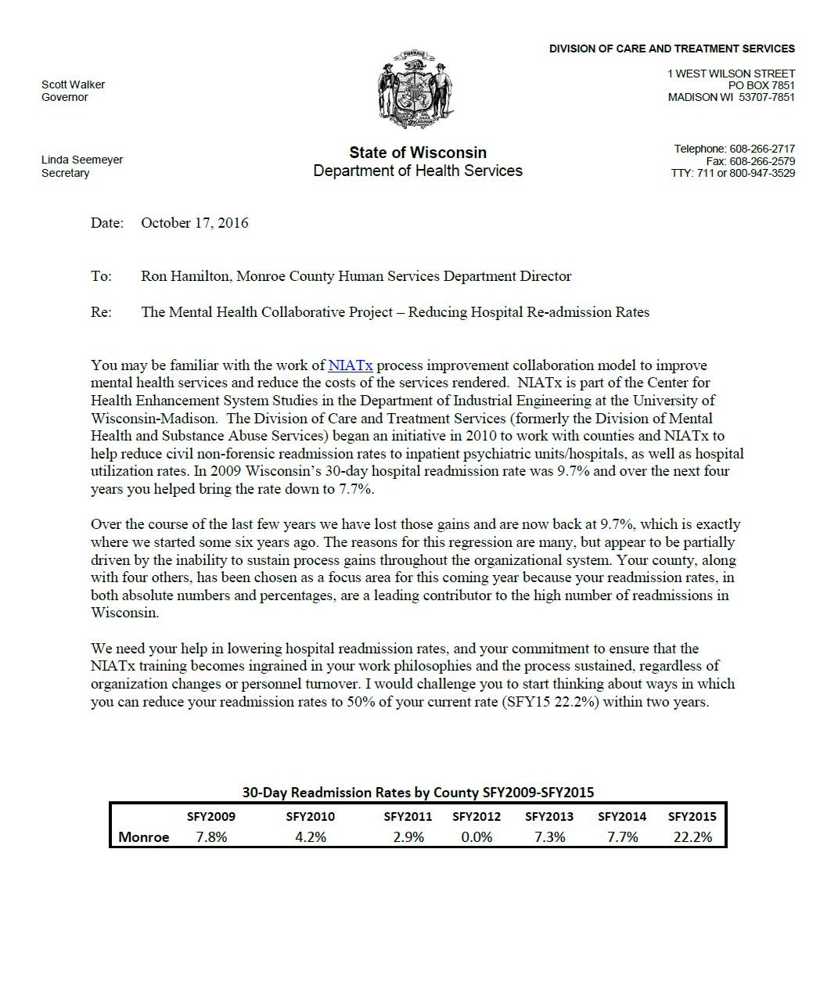 DIVISION OF CARE AND TREATMENT SERVICES
Scott Walker
Governor
1 WEST WILSON STREET
PO BOX 7851
MADISON WI 53707-7851
FORWARD
Linda Seemeyer
Secretary
State of Wisconsin
Department of Health Services
Telephone: 608-266-2717
Fax: 608-266-2579
TTY: 711 or 800-947-3529
Date: October 17, 2016
To: Ron Hamilton, Monroe County Human Services Department Director
Re: The Mental Health Collaborative Project – Reducing Hospital Re-admission Rates
You may be familiar with the work of NIATx process improvement collaboration model to improve
mental health services and reduce the costs of the services rendered. NIATx is part of the Center for
Health Enhancement System Studies in the Department of Industrial Engineering at the University of
Wisconsin-Madison. The Division of Care and Treatment Services (formerly the Division of Mental
Health and Substance Abuse Services) began an initiative in 2010 to work with counties and NIATx to
help reduce civil non-forensic readmission rates to inpatient psychiatric units/hospitals, as well as hospital
utilization rates. In 2009 Wisconsin’s 30-day hospital readmission rate was 9.7% and over the next four
years you helped bring the rate down to 7.7%.
Over the course of the last few years we have lost those gains and are now back at 9.7%, which is exactly
where we started some six years ago. The reasons for this regression are many, but appear to be partially
driven by the inability to sustain process gains throughout the organizational system. Your county, along
with four others, has been chosen as a focus area for this coming year because your readmission rates, in
both absolute numbers and percentages, are a leading contributor to the high number of readmissions in
Wisconsin.
We need your help in lowering hospital readmission rates, and your commitment to ensure that the
NIATx training becomes ingrained in your work philosophies and the process sustained, regardless of
organization changes or personnel turnover. I would challenge you to start thinking about ways in which
you can reduce your readmission rates to 50% of your current rate (SFY15 22.2%) within two years.
30-Day Readmission Rates by County SFY2009-SFY2015
SFY2009 SFY2010 SFY2011 SFY2012 SFY2013 SFY2014 SFY2015
Monroe 7.8% 4.2% 2.9% 0.0% 7.3% 7.7% 22.2%